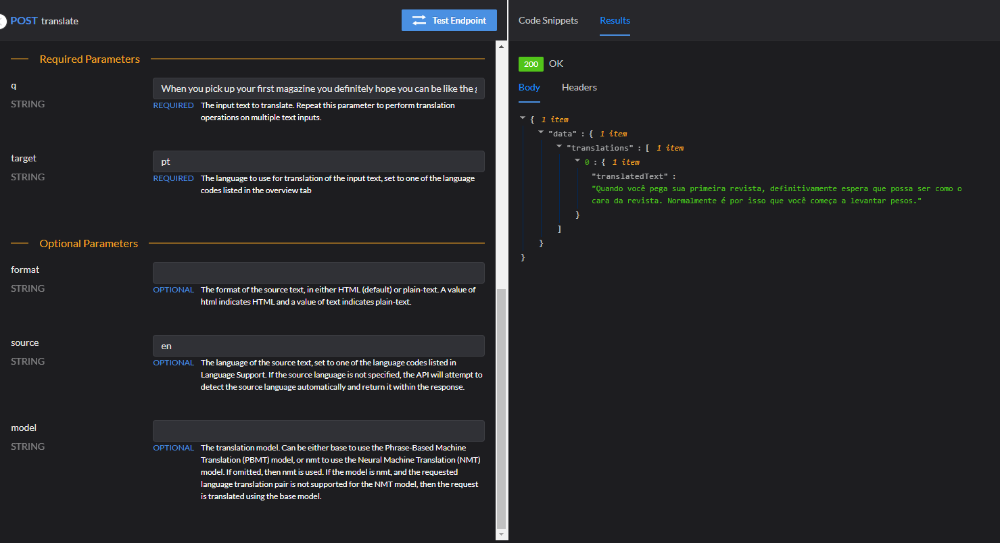 POST translate
Test Endpoint
Required Parameters
q
STRING
When you pick up your first magazine you definitely hope you can be like the
REQUIRED The input text to translate. Repeat this parameter to perform translation
operations on multiple text inputs.
target
STRING
pt
REQUIRED The language to use for translation of the input text, set to one of the language
codes listed in the overview tab
Optional Parameters
format
STRING
OPTIONAL The format of the source text, in either HTML (default) or plain-text. A value of
html indicates HTML and a value of text indicates plain-text.
source
STRING
en
OPTIONAL The language of the source text, set to one of the language codes listed in
Language Support. If the source language is not specified, the API will attempt to
detect the source language automatically and return it within the response.
model
STRING
OPTIONAL The translation model. Can be either base to use the Phrase-Based Machine
Translation (PBMT) model, or nmt to use the Neural Machine Translation (NMT)
model. If omitted, then nmt is used. If the model is nmt, and the requested
language translation pair is not supported for the NMT model, then the request
is translated using the base model.
Code Snippets Results
200 OK
Body Headers
{ 1 item
"data" : { 1 item
"translations" : [ 1 item
0 : { 1 item
"translatedText" :
"Quando você pega sua primeira revista, definitivamente espera que possa ser como o
cara da revista. Normalmente é por isso que você começa a levantar pesos."
}
]
}
}